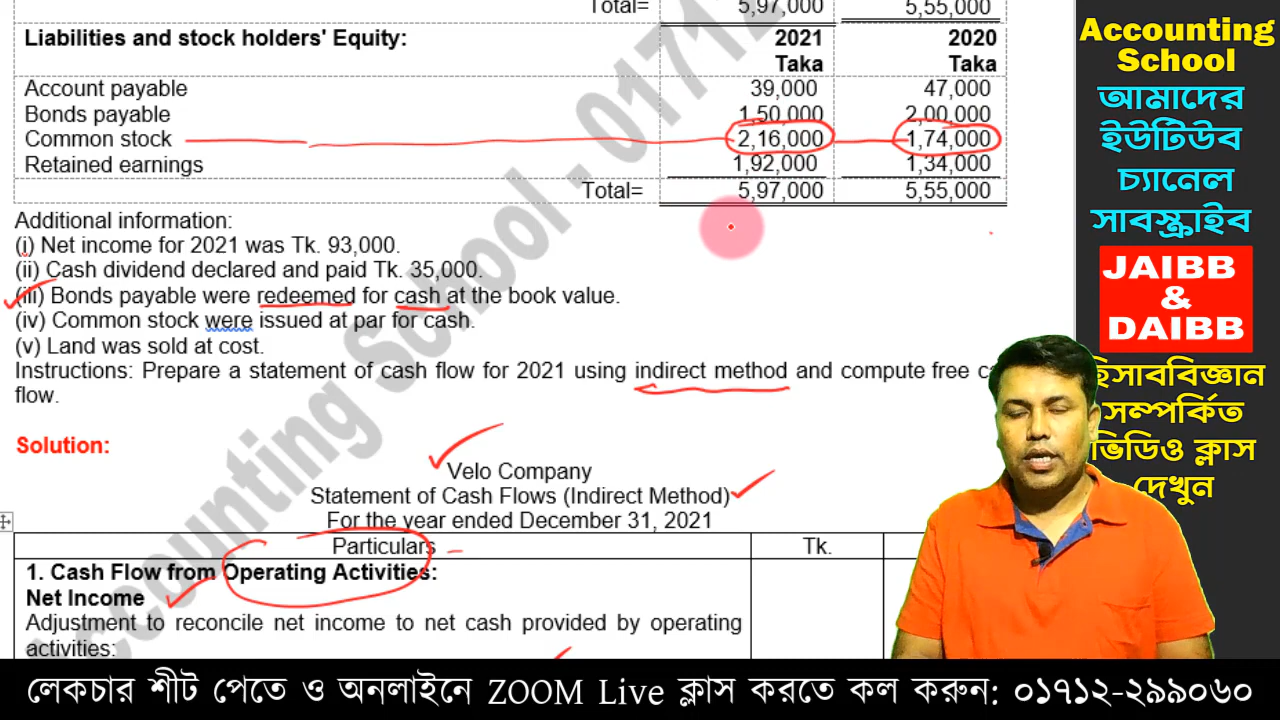 Total= 5,97,000 5,55,000
Liabilities and stock holders' Equity: 2021 2020
Taka Taka
Account payable 39,000 47,000
Bonds payable 1,50,000 2,00,000
Common stock 2,16,000 1,74,000
Retained earnings 1,92,000 1,34,000
Total= 5,97,000 5,55,000
Additional information:
(i) Net income for 2021 was Tk. 93,000.
(ii) Cash dividend declared and paid Tk. 35,000.
(iii) Bonds payable were redeemed for cash at the book value.
(iv) Common stock were issued at par for cash.
(v) Land was sold at cost.
Instructions: Prepare a statement of cash flow for 2021 using indirect method and compute free
flow.
Solution:
Velo Company
Statement of Cash Flows (Indirect Method)
For the year ended December 31, 2021
Particulars Tk.
1. Cash Flow from Operating Activities:
Net Income
Adjustment to reconcile net income to net cash provided by operating
activities:
Accounting School - 01712
Accounting
School
আমাদের
ইউটিউব
চ্যানেল
সাবস্ক্রাইব
JAIBB
&
DAIBB
হিসাববিজ্ঞান
সম্পর্কিত
ভিডিও ক্লাস
দেখুন
লেকচার শীট পেতে ও অনলাইনে ZOOM Live ক্লাস করতে কল করুন: ০১৭১২-২৯৯০৬০